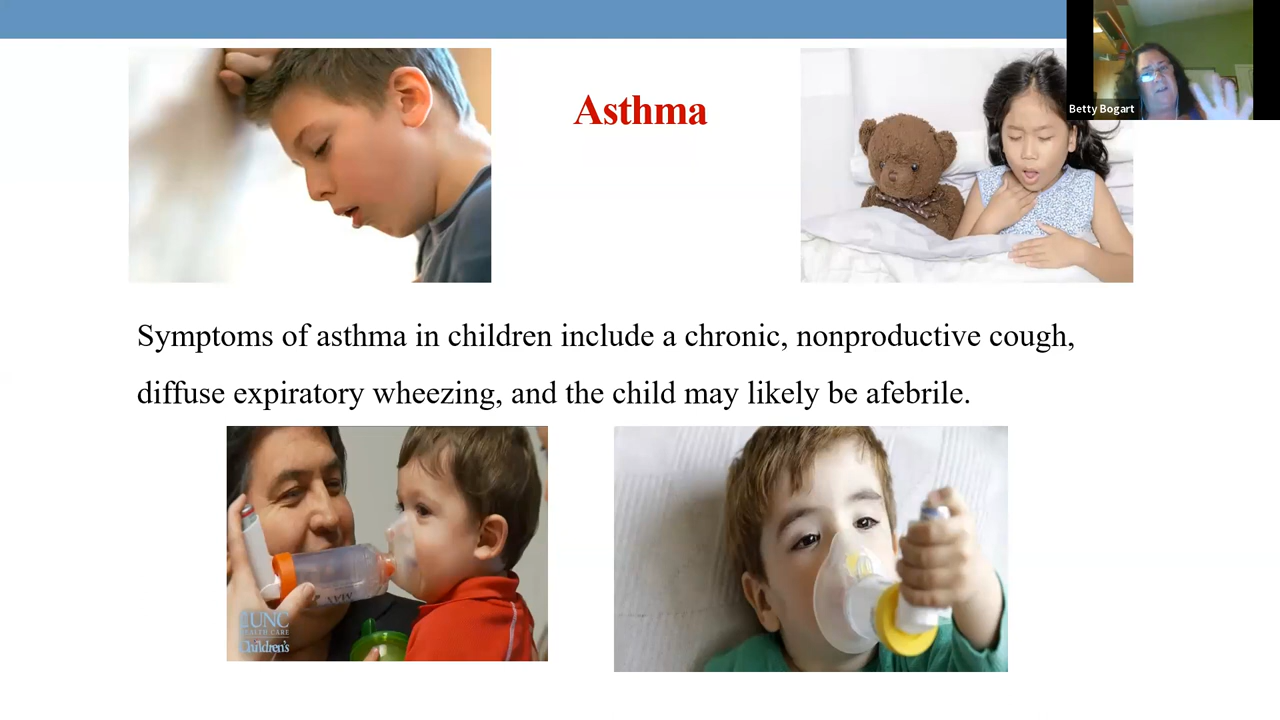 Asthma
Betty Bogart
Symptoms of asthma in children include a chronic, nonproductive cough,
diffuse expiratory wheezing, and the child may likely be afebrile.
UNC
HEALTH CARE
Children's